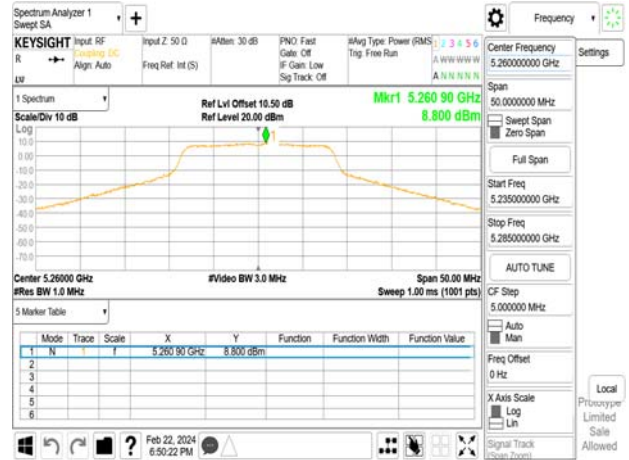 Spectrum Analyzer 1
Swept SA
+
Frequency
KEYSIGHT
R
Input: RF
Coupling: DC
Align: Auto
Input Z: 50 Ω
Freq Ref: Int (S)
#Atten: 30 dB
PNO: Fast
Gate: Off
IF Gain: Low
Sig Track: Off
#Avg Type: Power (RMS)
Trig: Free Run
1 2 3 4 5 6
A W W W W W
A N N N N N
1 Spectrum
Scale/Div 10 dB
Log
Ref Lvl Offset 10.50 dB
Ref Level 20.00 dBm
Mkr1 5.260 90 GHz
8.800 dBm
10.0
0.00
-10.0
-20.0
-30.0
-40.0
-50.0
-60.0
-70.0
1
Center 5.26000 GHz
#Video BW 3.0 MHz
Span 50.00 MHz
#Res BW 1.0 MHz
Sweep 1.00 ms (1001 pts)
5 Marker Table
Mode Trace Scale X Y Function Function Width Function Value
1 N 1 f 5.260 90 GHz 8.800 dBm
2
3
4
5
6
Feb 22, 2024
6:50:22 PM
?
Center Frequency
5.260000000 GHz
Settings
Span
50.0000000 MHz
Swept Span
Zero Span
Full Span
Start Freq
5.235000000 GHz
Stop Freq
5.285000000 GHz
AUTO TUNE
CF Step
5.000000 MHz
Auto
Man
Freq Offset
0 Hz
X Axis Scale
Log
Lin
Signal Track
(Span Zoom)
Local
Prototype
Limited
Sale
Allowed